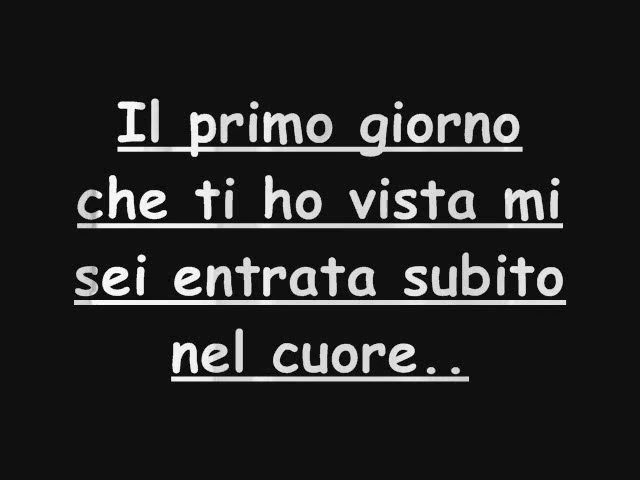 Il primo giorno
che ti ho vista mi
sei entrata subito
nel cuore..